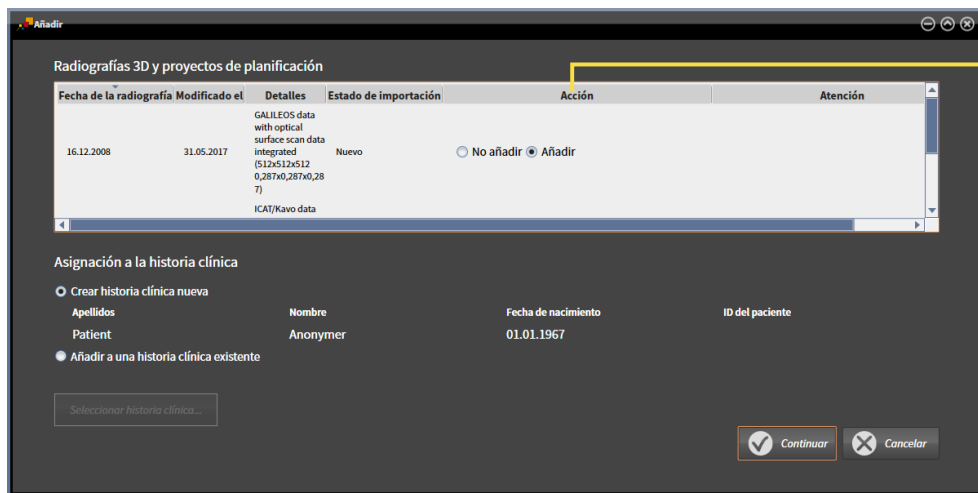 Añadir
Radiografías 3D y proyectos de planificación
Fecha de la radiografía Modificado el Detalles Estado de importación Acción Atención
GALILEOS data
with optical
surface scan data
16.12.2008 31.05.2017 integrated Nuevo No añadir Añadir
(512x512x512
0,287x0,287x0,28
7)
ICAT/Kavo data
Asignación a la historia clínica
Crear historia clínica nueva
Apellidos Nombre Fecha de nacimiento ID del paciente
Patient Anonymer 01.01.1967
Añadir a una historia clínica existente
Seleccionar historia clínica...
Continuar Cancelar